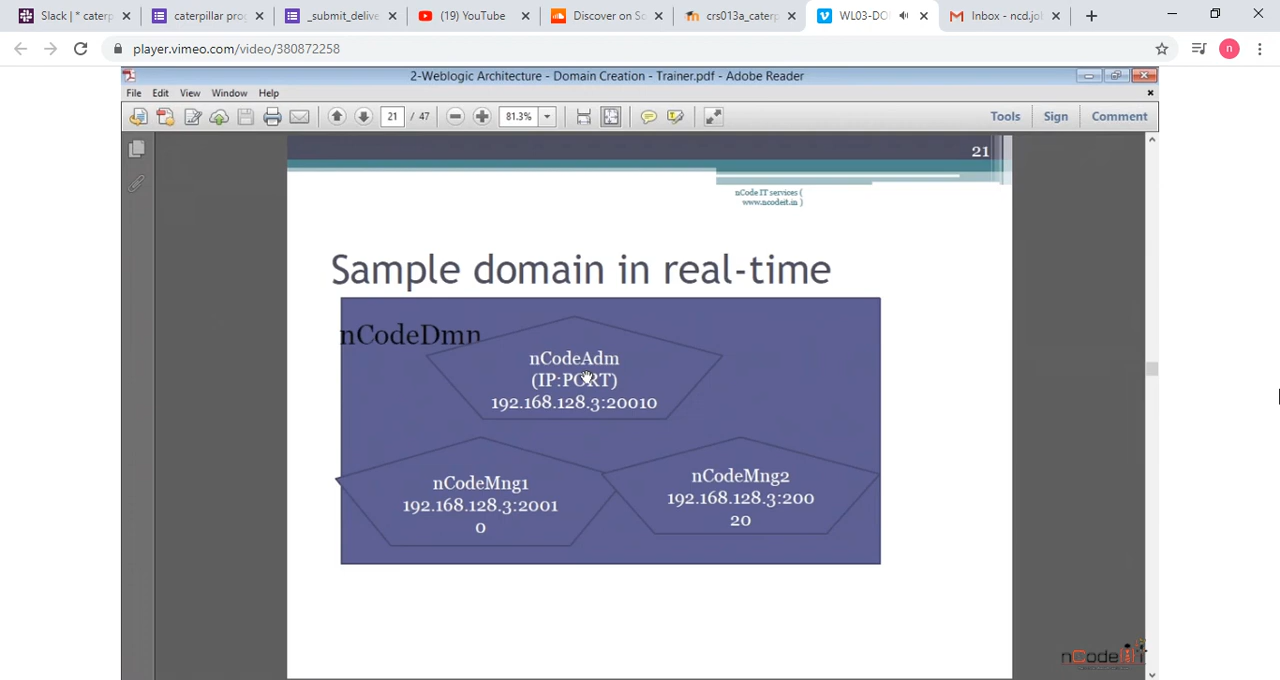 Slack | * caterp
caterpillar prog
_submit_delive
(19) YouTube
Discover on So
crs013a_caterp
WL03-DO
Inbox - ncd.jo
player.vimeo.com/video/380872258
n
2-Weblogic Architecture - Domain Creation - Trainer.pdf - Adobe Reader
File Edit View Window Help
21 / 47
81.3%
Tools Sign Comment
21
nCode IT services (
www.ncodeit.in )
Sample domain in real-time
nCodeDmn
nCodeAdm
(IP:PORT)
192.168.128.3:20010
nCodeMng1
192.168.128.3:2001
0
nCodeMng2
192.168.128.3:200
20
nCodeIT